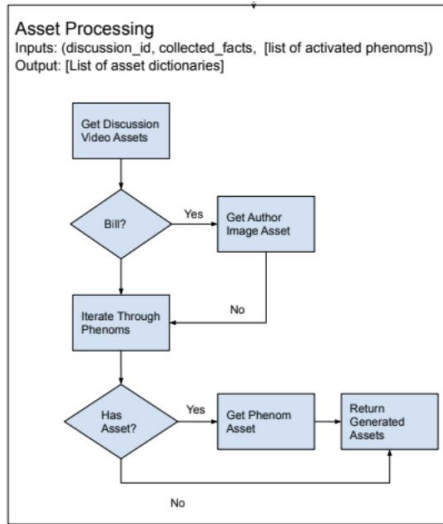 Asset Processing
Inputs: (discussion_id, collected_facts, [list of activated phenoms])
Output: [List of asset dictionaries]
Get Discussion
Video Assets
Bill?
Yes
Get Author
Image Asset
No
Iterate Through
Phenoms
Has
Asset?
Yes
Get Phenom
Asset
Return
Generated
Assets
No